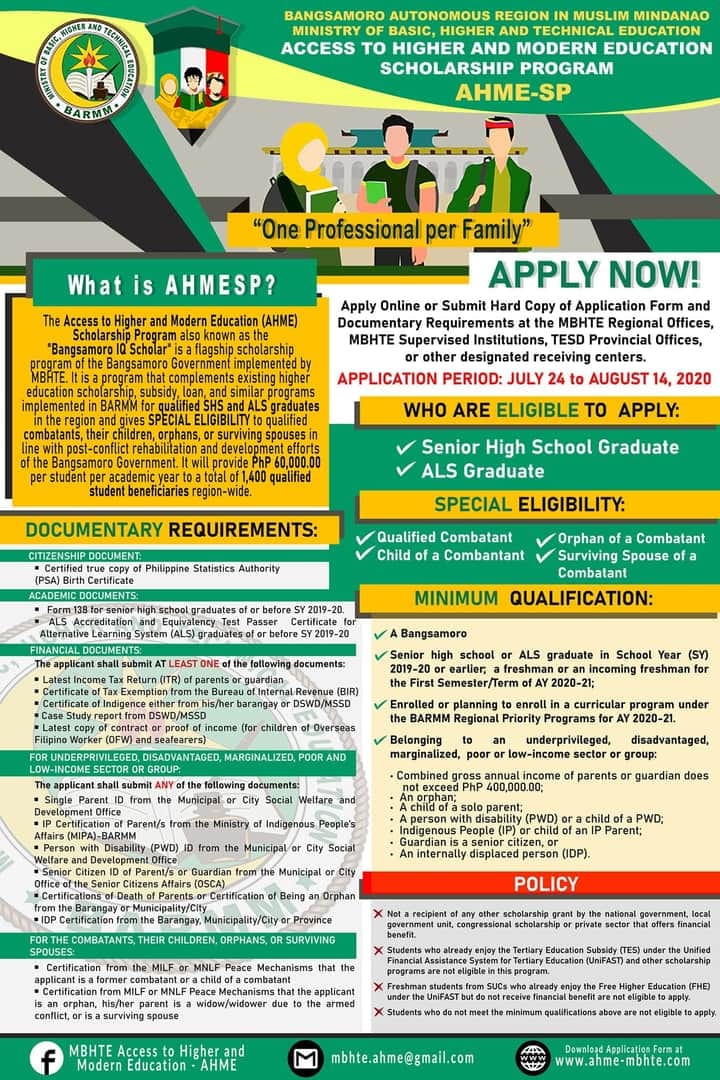 BANGSAMORO AUTONOMOUS REGION IN MUSLIM MINDANAO
MINISTRY OF BASIC, HIGHER AND TECHNICAL EDUCATION
ACCESS TO HIGHER AND MODERN EDUCATION
SCHOLARSHIP PROGRAM
AHME-SP
MINISTRY OF BASIC, HIGHER AND TECHNICAL EDUCATION
BARMM
“One Professional per Family”
What is AHMESP?
The Access to Higher and Modern Education (AHME)
Scholarship Program also known as the
"Bangsamoro IQ Scholar" is a flagship scholarship
program of the Bangsamoro Government implemented by
MBHTE. It is a program that complements existing higher
education scholarship, subsidy, loan, and similar programs
implemented in BARMM for qualified SHS and ALS graduates
in the region and gives SPECIAL ELIGIBILITY to qualified
combatants, their children, orphans, or surviving spouses in
line with post-conflict rehabilitation and development efforts
of the Bangsamoro Government. It will provide PhP 60,000.00
per student per academic year to a total of 1,400 qualified
student beneficiaries region-wide.
DOCUMENTARY REQUIREMENTS:
CITIZENSHIP DOCUMENT:
▪ Certified true copy of Philippine Statistics Authority
(PSA) Birth Certificate
ACADEMIC DOCUMENTS:
▪ Form 138 for senior high school graduates of or before SY 2019-20.
▪ ALS Accreditation and Equivalency Test Passer Certificate for
Alternative Learning System (ALS) graduates of or before SY 2019-20
FINANCIAL DOCUMENTS:
The applicant shall submit AT LEAST ONE of the following documents:
▪ Latest Income Tax Return (ITR) of parents or guardian
▪ Certificate of Tax Exemption from the Bureau of Internal Revenue (BIR)
▪ Certificate of Indigence either from his/her barangay or DSWD/MSSD
▪ Case Study report from DSWD/MSSD
▪ Latest copy of contract or proof of income (for children of Overseas
Filipino Worker (OFW) and seafearers)
FOR UNDERPRIVILEGED, DISADVANTAGED, MARGINALIZED, POOR AND
LOW-INCOME SECTOR OR GROUP:
The applicant shall submit ANY of the following documents:
▪ Single Parent ID from the Municipal or City Social Welfare and
Development Office
▪ IP Certification of Parent/s from the Ministry of Indigenous People's
Affairs (MIPA)-BARMM
▪ Person with Disability (PWD) ID from the Municipal or City Social
Welfare and Development Office
▪ Senior Citizen ID of Parent/s or Guardian from the Municipal or City
Office of the Senior Citizens Affairs (OSCA)
▪ Certifications of Death of Parents or Certification of Being an Orphan
from the Barangay or Municipality/City
▪ IDP Certification from the Barangay, Municipality/City or Province
FOR THE COMBATANTS, THEIR CHILDREN, ORPHANS, OR SURVIVING
SPOUSES:
▪ Certification from the MILF or MNLF Peace Mechanisms that the
applicant is a former combatant or a child of a combatant
▪ Certification from MILF or MNLF Peace Mechanisms that the applicant
is an orphan, his/her parent is a widow/widower due to the armed
conflict, or is a surviving spouse
APPLY NOW!
Apply Online or Submit Hard Copy of Application Form and
Documentary Requirements at the MBHTE Regional Offices,
MBHTE Supervised Institutions, TESD Provincial Offices,
or other designated receiving centers.
APPLICATION PERIOD: JULY 24 to AUGUST 14, 2020
WHO ARE ELIGIBLE TO APPLY:
✓ Senior High School Graduate
✓ ALS Graduate
SPECIAL ELIGIBILITY:
✓ Qualified Combatant
✓ Child of a Combantant
✓ Orphan of a Combatant
✓ Surviving Spouse of a
Combatant
MINIMUM QUALIFICATION:
✓ A Bangsamoro
✓ Senior high school or ALS graduate in School Year (SY)
2019-20 or earlier; a freshman or an incoming freshman for
the First Semester/Term of AY 2020-21;
✓ Enrolled or planning to enroll in a curricular program under
the BARMM Regional Priority Programs for AY 2020-21.
✓ Belonging to an underprivileged, disadvantaged,
marginalized, poor or low-income sector or group:
· Combined gross annual income of parents or guardian does
not exceed PhP 400,000.00;
· An orphan;
· A child of a solo parent;
· A person with disability (PWD) or a child of a PWD;
· Indigenous People (IP) or child of an IP Parent;
· Guardian is a senior citizen, or
· An internally displaced person (IDP).
POLICY
✗ Not a recipient of any other scholarship grant by the national government, local
government unit, congressional scholarship or private sector that offers financial
benefit.
✗ Students who already enjoy the Tertiary Education Subsidy (TES) under the Unified
Financial Assistance System for Tertiary Education (UniFAST) and other scholarship
programs are not eligible in this program.
✗ Freshman students from SUCs who already enjoy the Free Higher Education (FHE)
under the UniFAST but do not receive financial benefit are not eligible to apply.
✗ Students who do not meet the minimum qualifications above are not eligible to apply.
MBHTE Access to Higher and
Modern Education - AHME
mbhte.ahme@gmail.com
Download Application Form at
www.ahme-mbhte.com